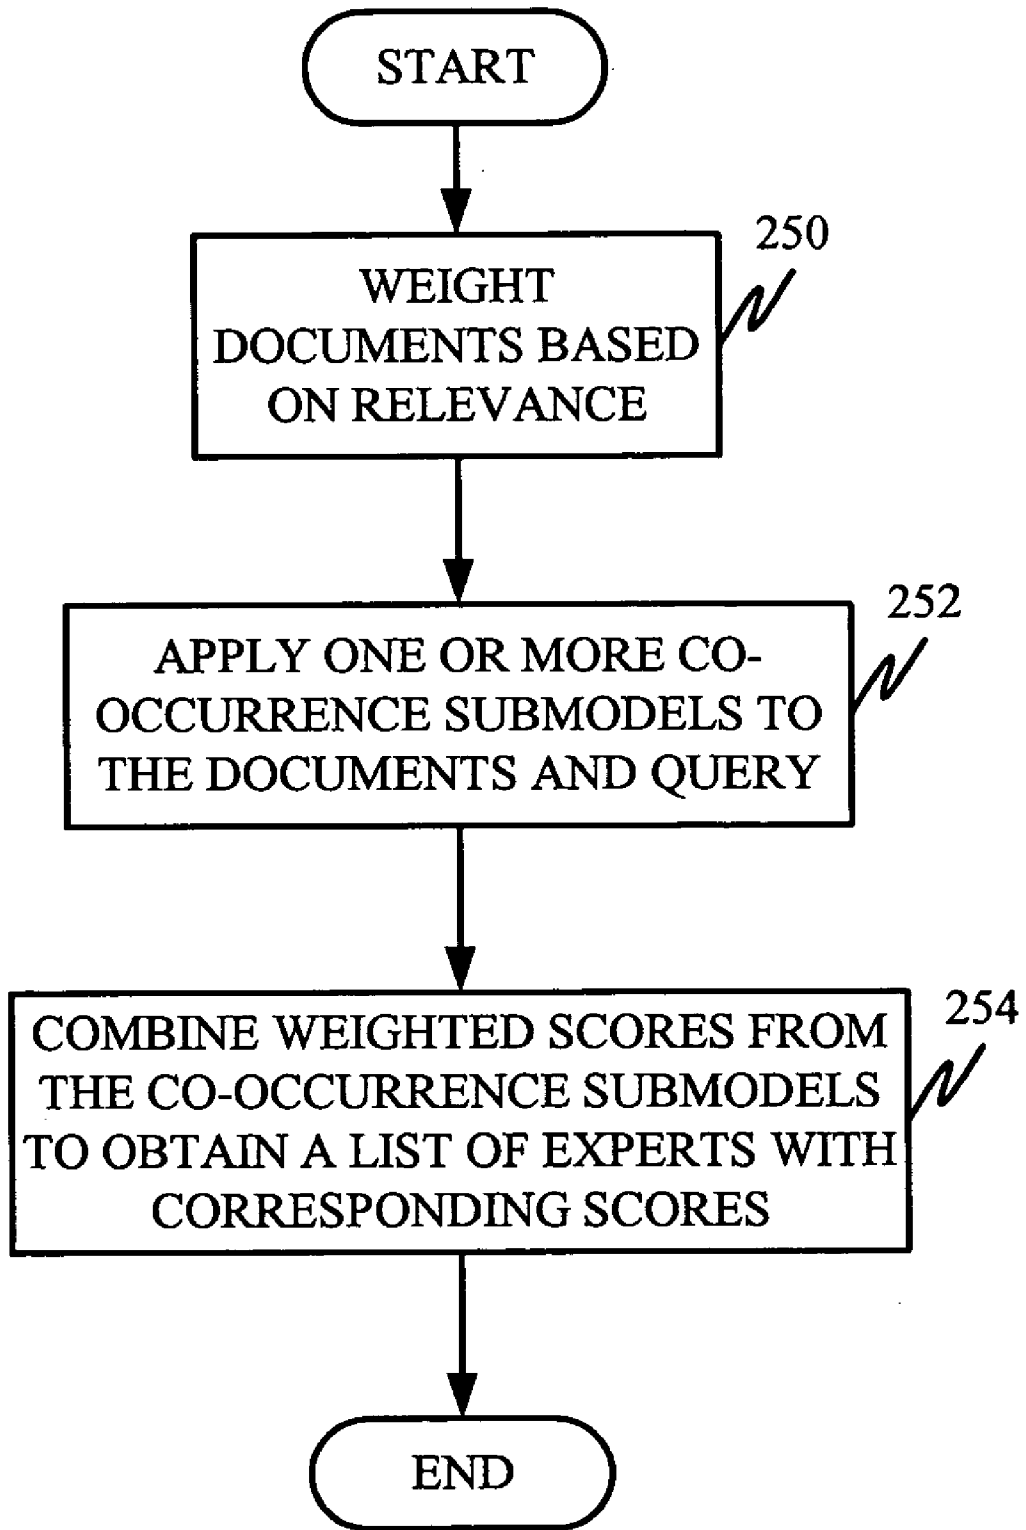 START
250
WEIGHT
DOCUMENTS BASED
ON RELEVANCE
252
APPLY ONE OR MORE CO-
OCCURRENCE SUBMODELS TO
THE DOCUMENTS AND QUERY
254
COMBINE WEIGHTED SCORES FROM
THE CO-OCCURRENCE SUBMODELS
TO OBTAIN A LIST OF EXPERTS WITH
CORRESPONDING SCORES
END